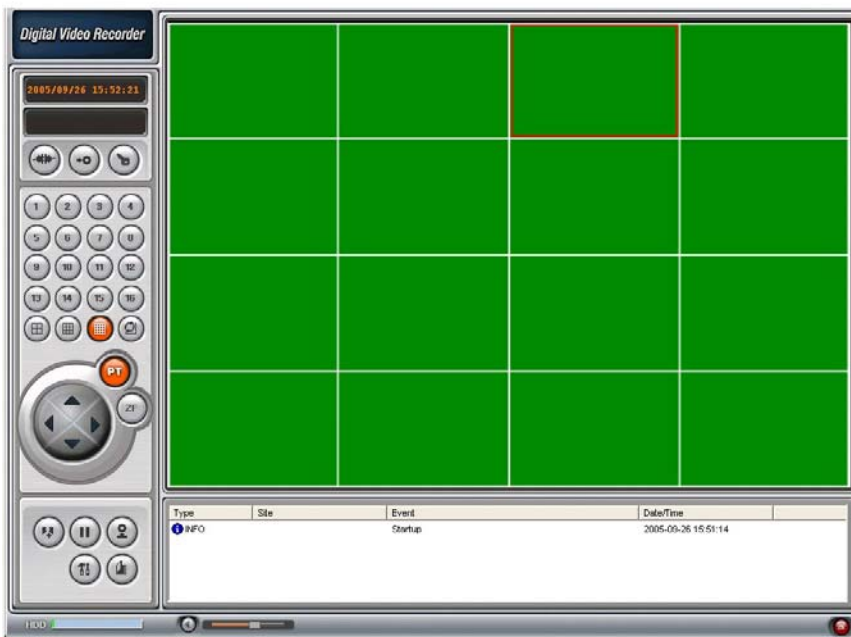 Digital Video Recorder
2005/09/26 15:52:21
1 2 3 4
5 6 7 8
9 10 11 12
13 14 15 16
PT
ZF
Type Site Event Date/Time
INFO Startup 2005-09-26 15:51:14
HDD